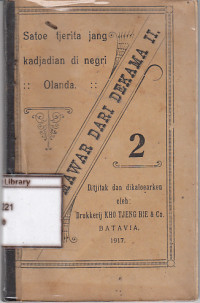 Satoe tjerita jang
kadjadian di negri
:: Olanda. ::
MAWAR DARI DEKAMA II.
2
Ditjitak dan dikaloearken
oleh
Drukkerij KHO TJENG BIE & Co.
BATAVIA.
1917.
Library